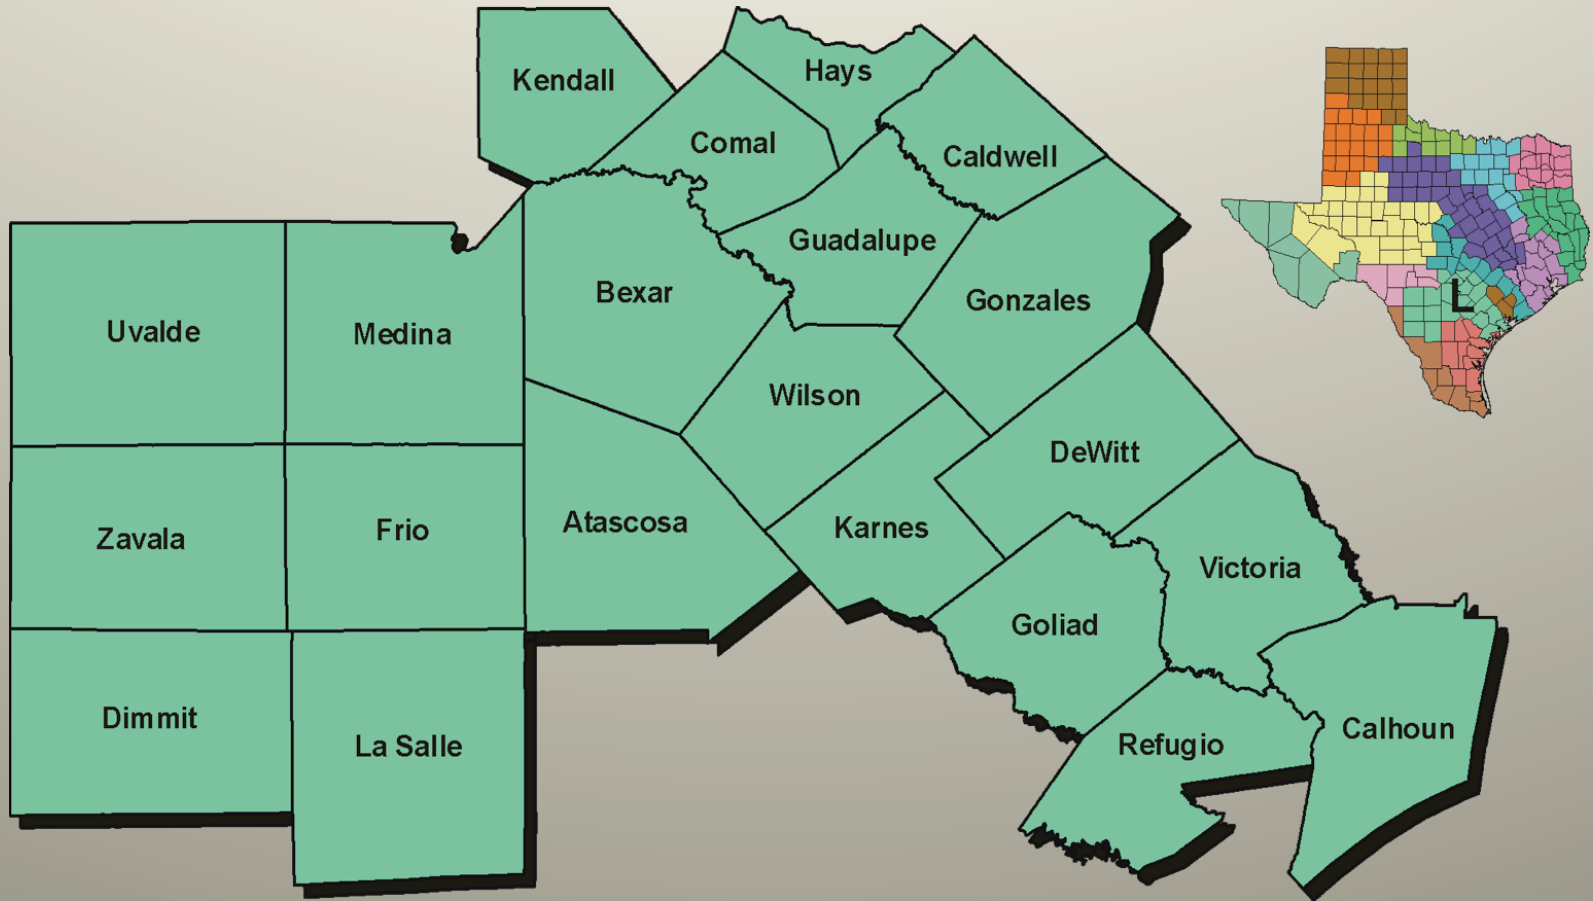 Kendall
Hays
Comal
Caldwell
Guadalupe
Bexar
Gonzales
Uvalde
Medina
Wilson
DeWitt
Atascosa
Karnes
Zavala
Frio
Victoria
Goliad
Dimmit
La Salle
Refugio
Calhoun
L